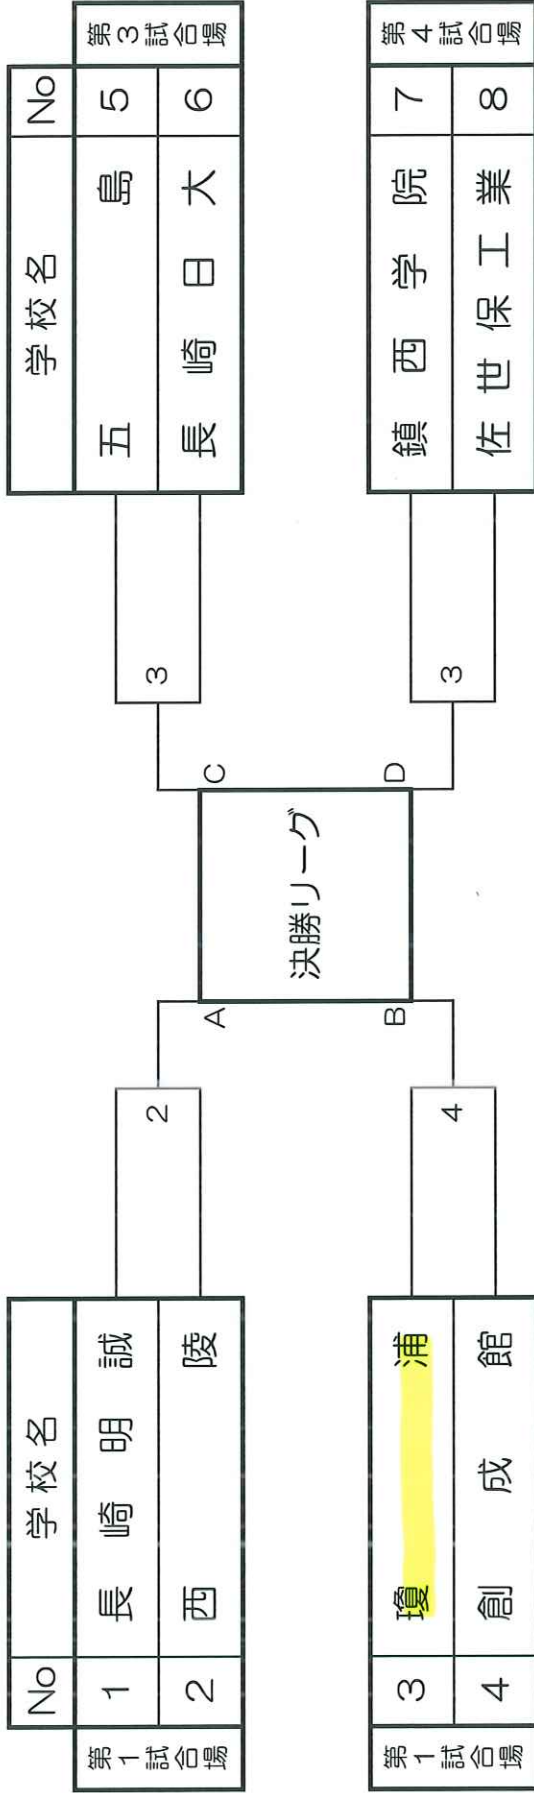 No 学校名
第1試合場
1 長崎明誠
2 西陵
第1試合場
3 瓊浦
4 創成館
2
4
A
B
決勝リーグ
C
D
3
3
学校名 No
五島 5
長崎日大 6
第3試合場
鎮西学院 7
佐世保工業 8
第4試合場